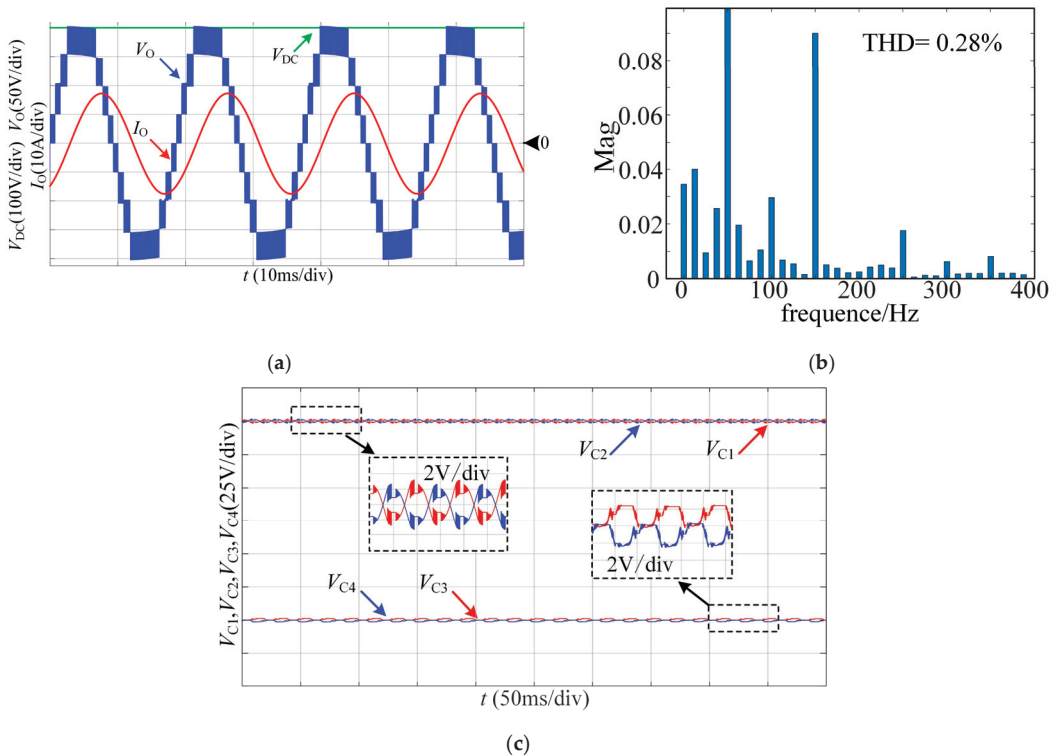 V_DC(100V/div) V_O(50V/div)
I_O(10A/div)
V_O
V_DC
I_O
0
t (10ms/div)
(a)
THD= 0.28%
Mag
0.08
0.06
0.04
0.02
0
0 100 200 300 400
frequence/Hz
(b)
V_C1,V_C2,V_C3,V_C4(25V/div)
V_C2
V_C1
2V/div
2V/div
V_C4
V_C3
t (50ms/div)
(c)